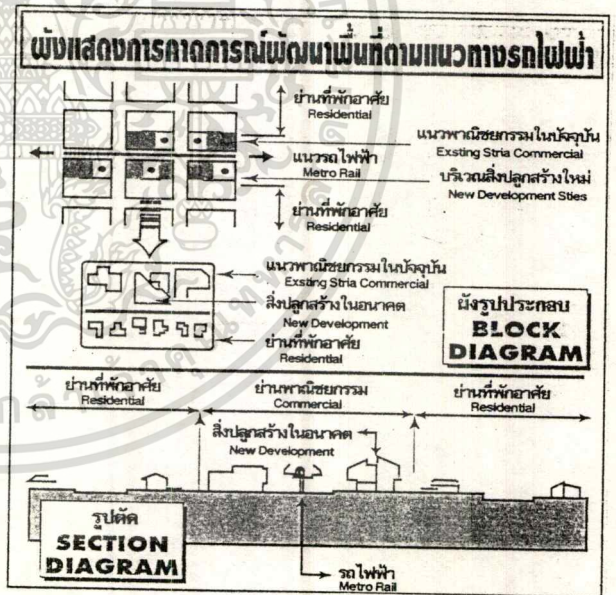 ผังแสดงการคาดการณ์พัฒนาพื้นที่ตามแนวทางรถไฟฟ้า
ย่านที่พักอาศัย
Residential
แนวพาณิชยกรรมในปัจจุบัน
Exsting Stria Commercial
แนวรถไฟฟ้า
Metro Rail
บริเวณสิ่งปลูกสร้างใหม่
New Development Sties
ย่านที่พักอาศัย
Residential
แนวพาณิชยกรรมในปัจจุบัน
Exsting Stria Commercial
สิ่งปลูกสร้างในอนาคต
New Development
ย่านที่พักอาศัย
Residential
ผังรูปประกอบ
BLOCK
DIAGRAM
ย่านที่พักอาศัย
Residential
ย่านพาณิชยกรรม
Commercial
ย่านที่พักอาศัย
Residential
สิ่งปลูกสร้างในอนาคต
New Development
รูปตัด
SECTION
DIAGRAM
รถไฟฟ้า
Metro Rail